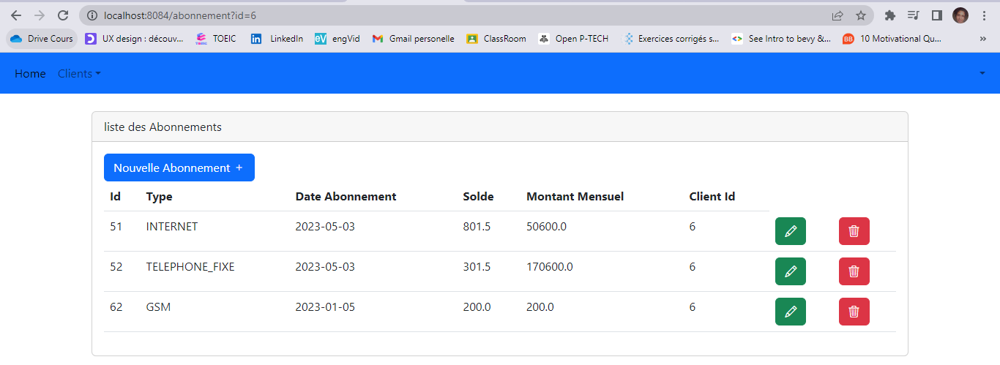 localhost:8084/abonnement?id=6
Drive Cours UX design : découv... TOEIC LinkedIn eV engVid Gmail personelle ClassRoom Open P-TECH Exercices corrigés s... See Intro to bevy &... BB 10 Motivational Qu... »
Home Clients
liste des Abonnements
Nouvelle Abonnement +
Id Type Date Abonnement Solde Montant Mensuel Client Id
51 INTERNET 2023-05-03 801.5 50600.0 6
52 TELEPHONE_FIXE 2023-05-03 301.5 170600.0 6
62 GSM 2023-01-05 200.0 200.0 6